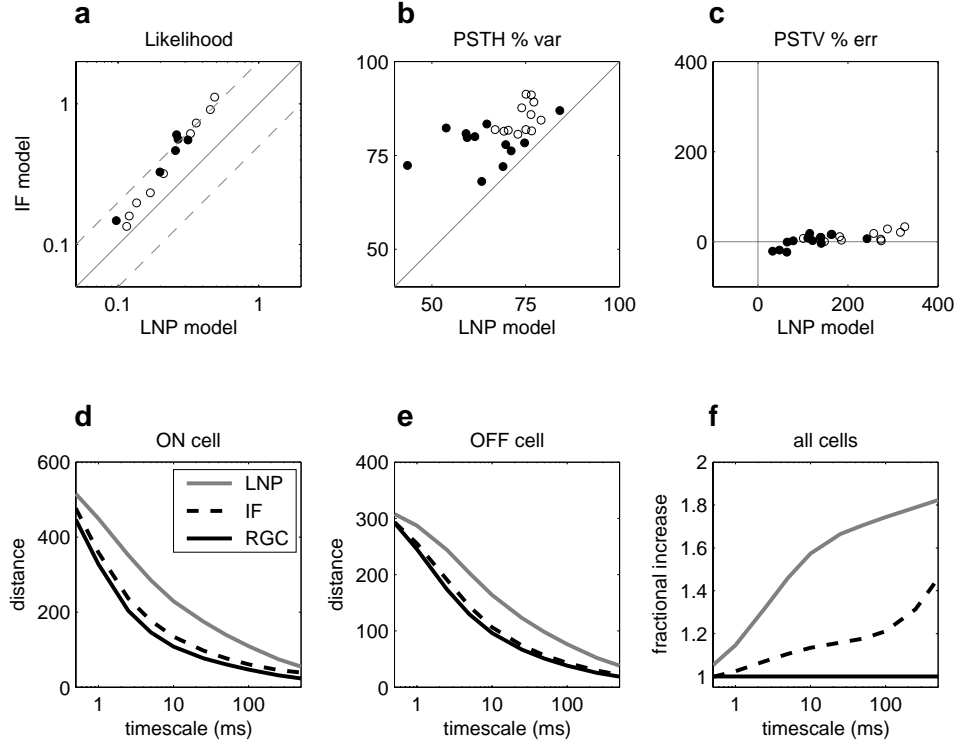 a
Likelihood
1
0.1
0.1
1
IF model
LNP model
b
PSTH % var
100
75
50
50
75
100
LNP model
c
PSTV % err
400
200
0
0
200
400
LNP model
d
ON cell
600
400
200
0
1
10
100
distance
timescale (ms)
LNP
IF
RGC
e
OFF cell
400
300
200
100
0
1
10
100
distance
timescale (ms)
f
all cells
2
1.8
1.6
1.4
1.2
1
1
10
100
fractional increase
timescale (ms)